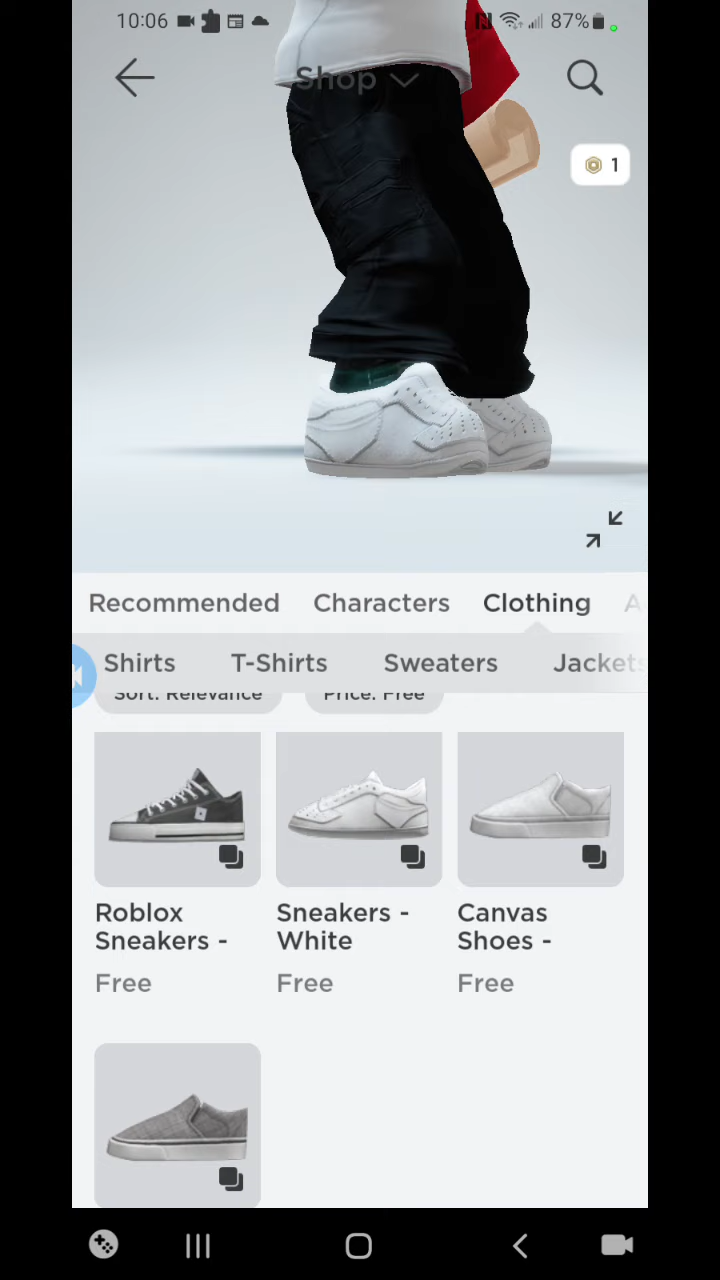 10:06
87%
Shop
1
Recommended Characters Clothing A
Shirts T-Shirts Sweaters Jackets
Sort: Relevance Price: Free
Roblox Sneakers -
Free
Sneakers - White
Free
Canvas Shoes -
Free